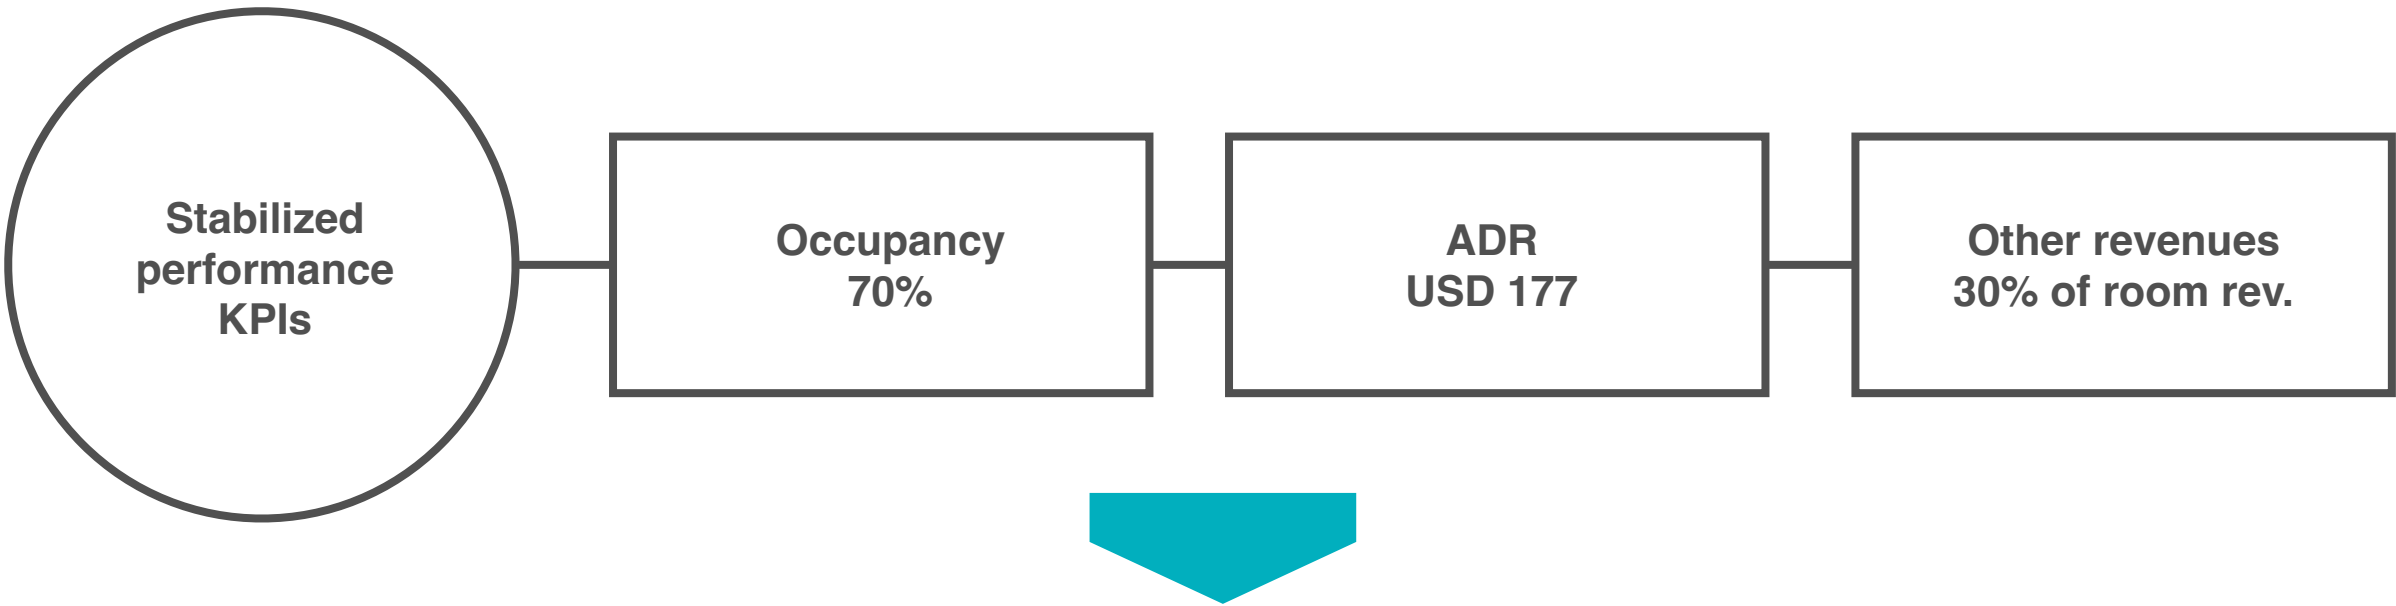 Stabilized
performance
KPIs
Occupancy
70%
ADR
USD 177
Other revenues
30% of room rev.